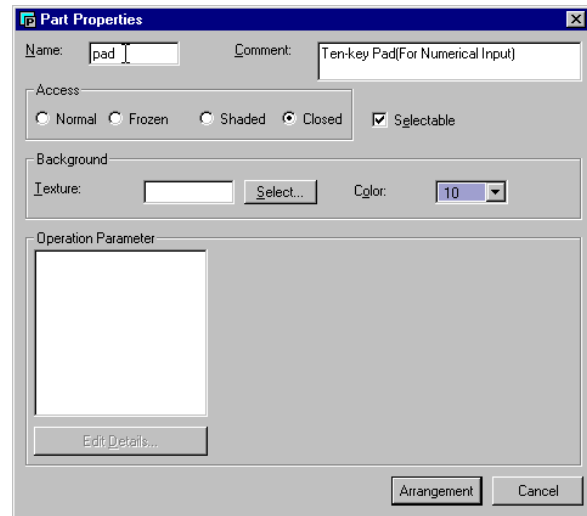 Part Properties
Name: pad Comment: Ten-key Pad(For Numerical Input)
Access
Normal Frozen Shaded Closed Selectable
Background
Texture: Select... Color: 10
Operation Parameter
Edit Details...
Arrangement Cancel